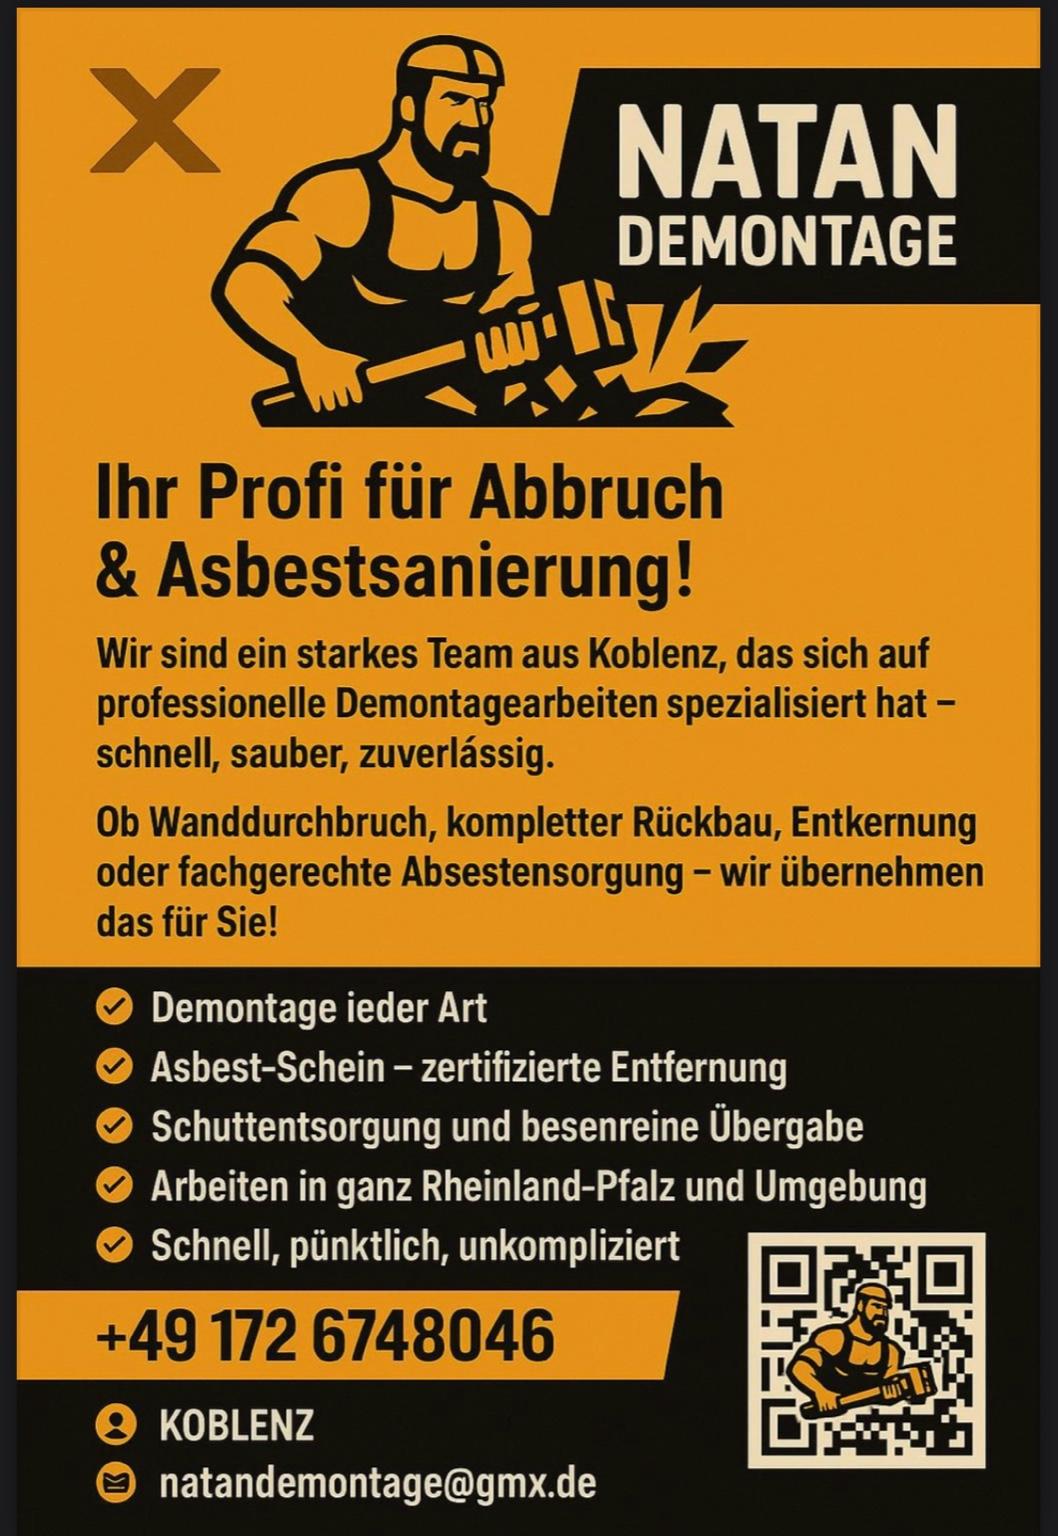 NATAN
DEMONTAGE
Ihr Profi für Abbruch
& Asbestsanierung!
Wir sind ein starkes Team aus Koblenz, das sich auf
professionelle Demontagearbeiten spezialisiert hat –
schnell, sauber, zuverlássig.
Ob Wanddurchbruch, kompletter Rückbau, Entkernung
oder fachgerechte Absestensorgung – wir übernehmen
das für Sie!
Demontage ieder Art
Asbest-Schein – zertifizierte Entfernung
Schuttentsorgung und besenreine Übergabe
Arbeiten in ganz Rheinland-Pfalz und Umgebung
Schnell, pünktlich, unkompliziert
+49 172 6748046
KOBLENZ
natandemontage@gmx.de